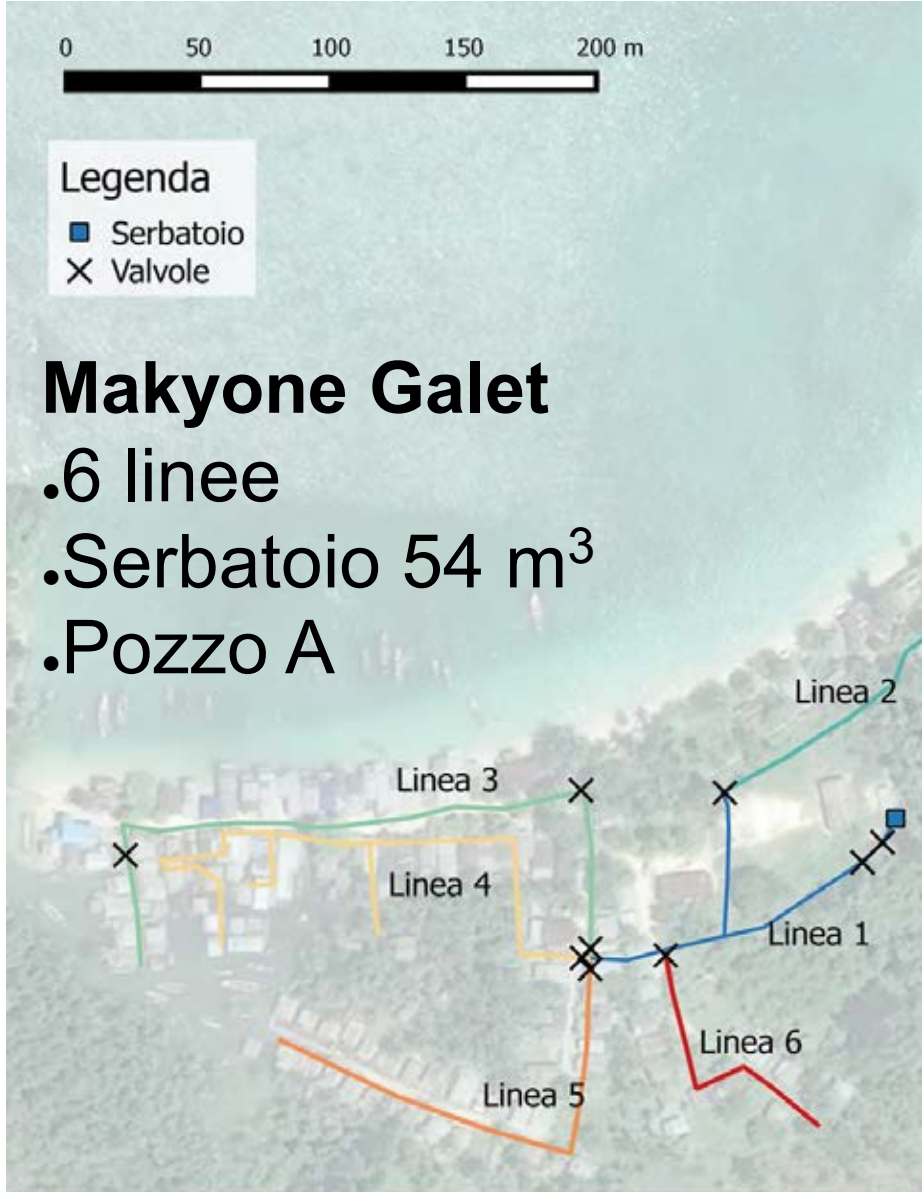 0 50 100 150 200 m
Legenda
Serbatoio
Valvole
Makyone Galet
•6 linee
•Serbatoio 54 m³
•Pozzo A
Linea 2
Linea 3
Linea 4
Linea 1
Linea 6
Linea 5